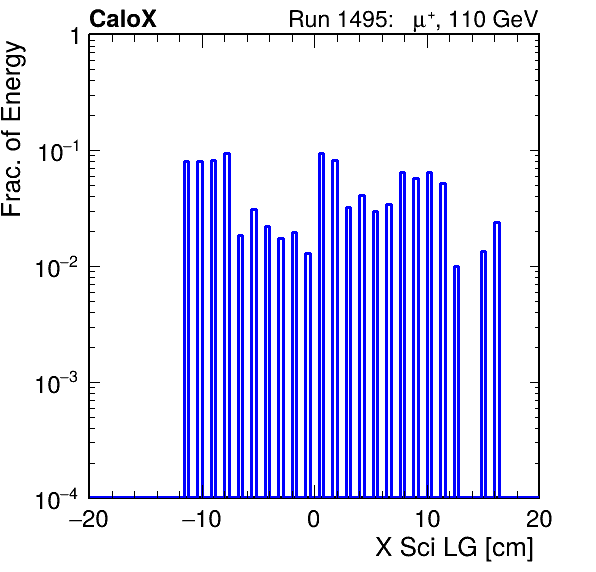 CaloX Run 1495: μ⁺, 110 GeV
Frac. of Energy
1
10⁻¹
10⁻²
10⁻³
10⁻⁴
−20 −10 0 10 20
X Sci LG [cm]